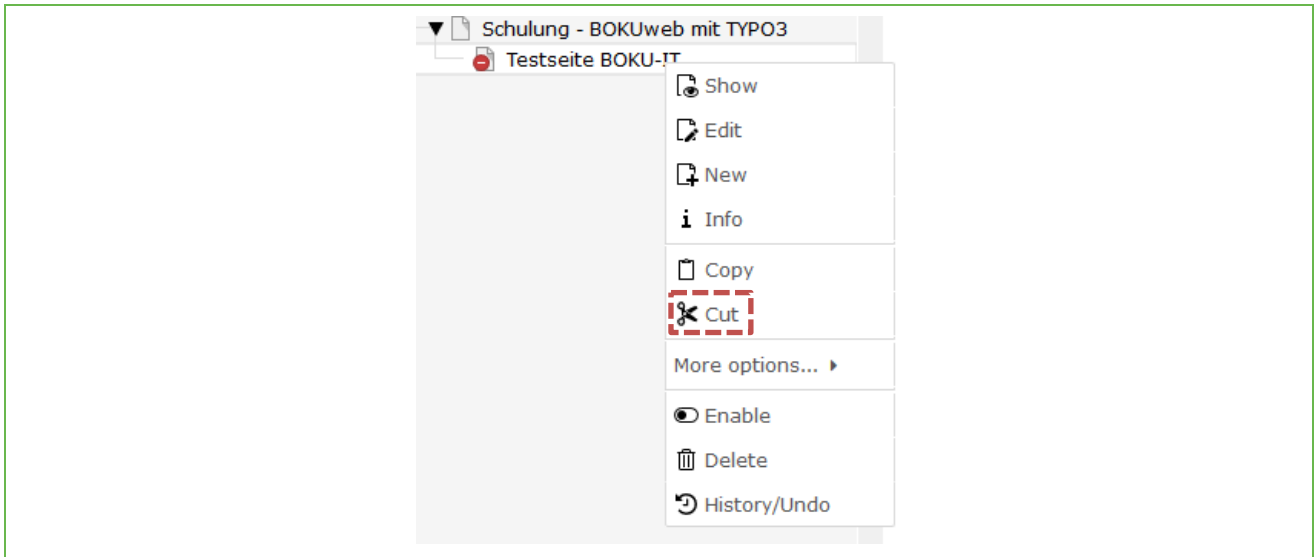 Schulung - BOKUweb mit TYPO3
Testseite BOKU-IT
Show
Edit
New
Info
Copy
Cut
More options...
Enable
Delete
History/Undo